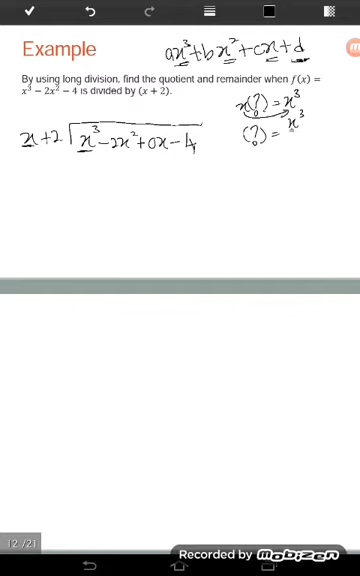 Example
ax³+bx²+cx+d
By using long division, find the quotient and remainder when f(x) =
x³ − 2x² − 4 is divided by (x + 2).
x(?) = x³
(?) = x³
x+2 x³ −2x² +0x −4
12 /21
Recorded by mobizen